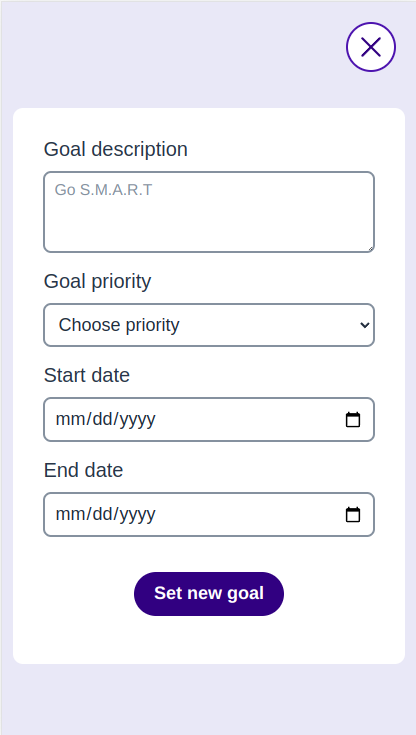 Goal description
Go S.M.A.R.T
Goal priority
Choose priority
Start date
mm/dd/yyyy
End date
mm/dd/yyyy
Set new goal